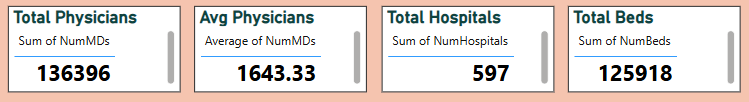 Total Physicians
Sum of NumMDs
136396
Avg Physicians
Average of NumMDs
1643.33
Total Hospitals
Sum of NumHospitals
597
Total Beds
Sum of NumBeds
125918